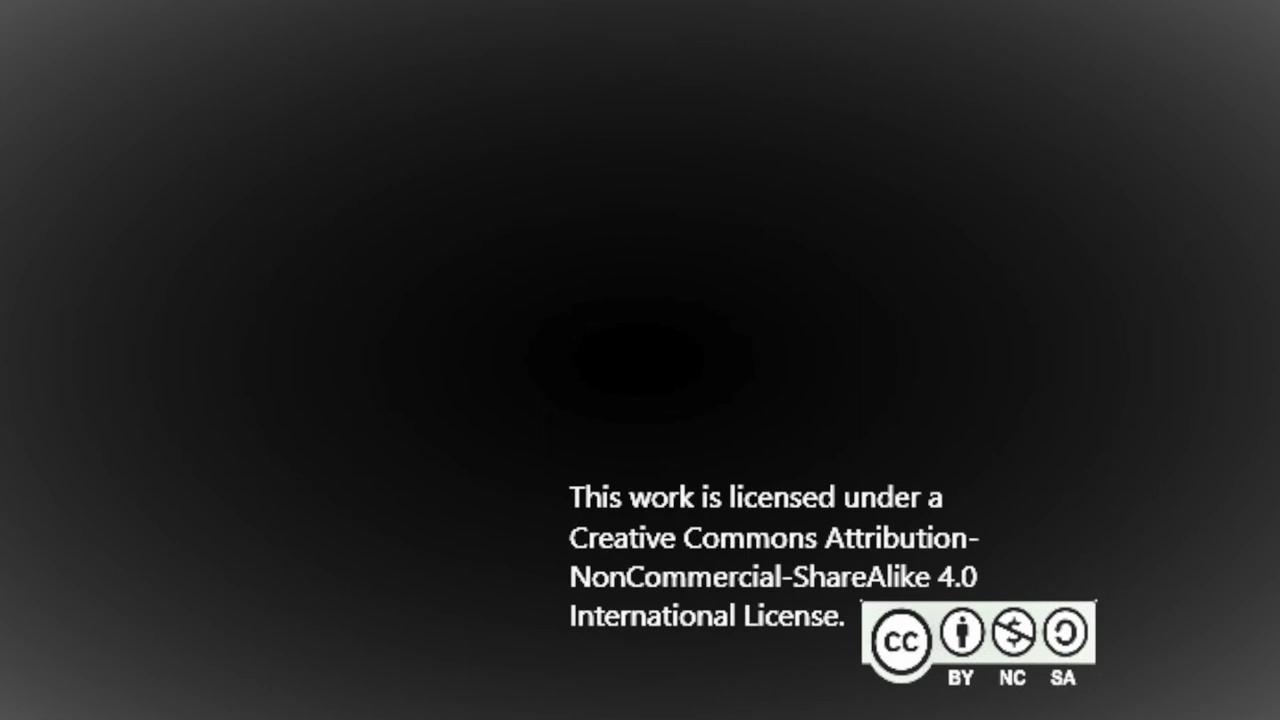 This work is licensed under a
Creative Commons Attribution-
NonCommercial-ShareAlike 4.0
International License.
CC
BY NC SA